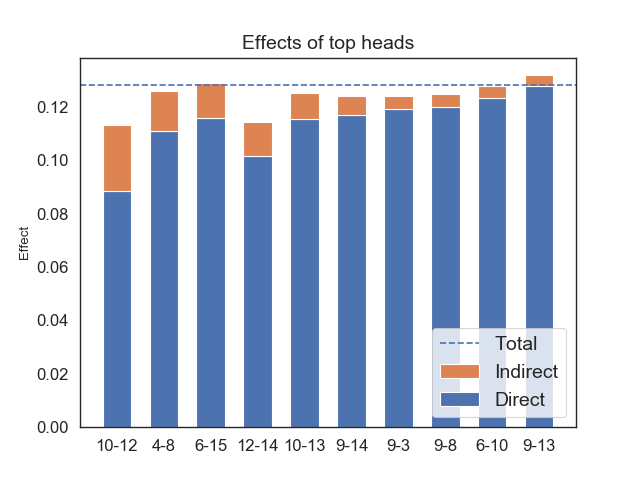 Effects of top heads
Effect
0.12
0.10
0.08
0.06
0.04
0.02
0.00
Total
Indirect
Direct
10-12 4-8 6-15 12-14 10-13 9-14 9-3 9-8 6-10 9-13